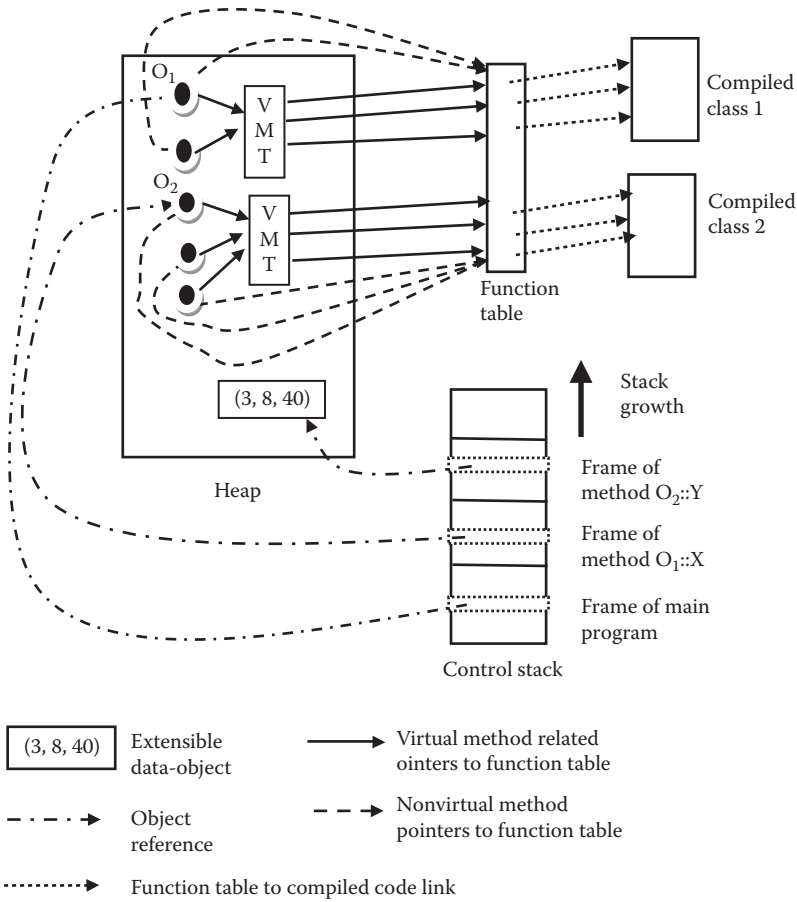 O1
O2
V
M
T
V
M
T
(3, 8, 40)
Heap
Function
table
Compiled
class 1
Compiled
class 2
Stack
growth
Frame of
method O2::Y
Frame of
method O1::X
Frame of main
program
Control stack
(3, 8, 40)
Extensible
data-object
Virtual method related
ointers to function table
Object
reference
Nonvirtual method
pointers to function table
Function table to compiled code link